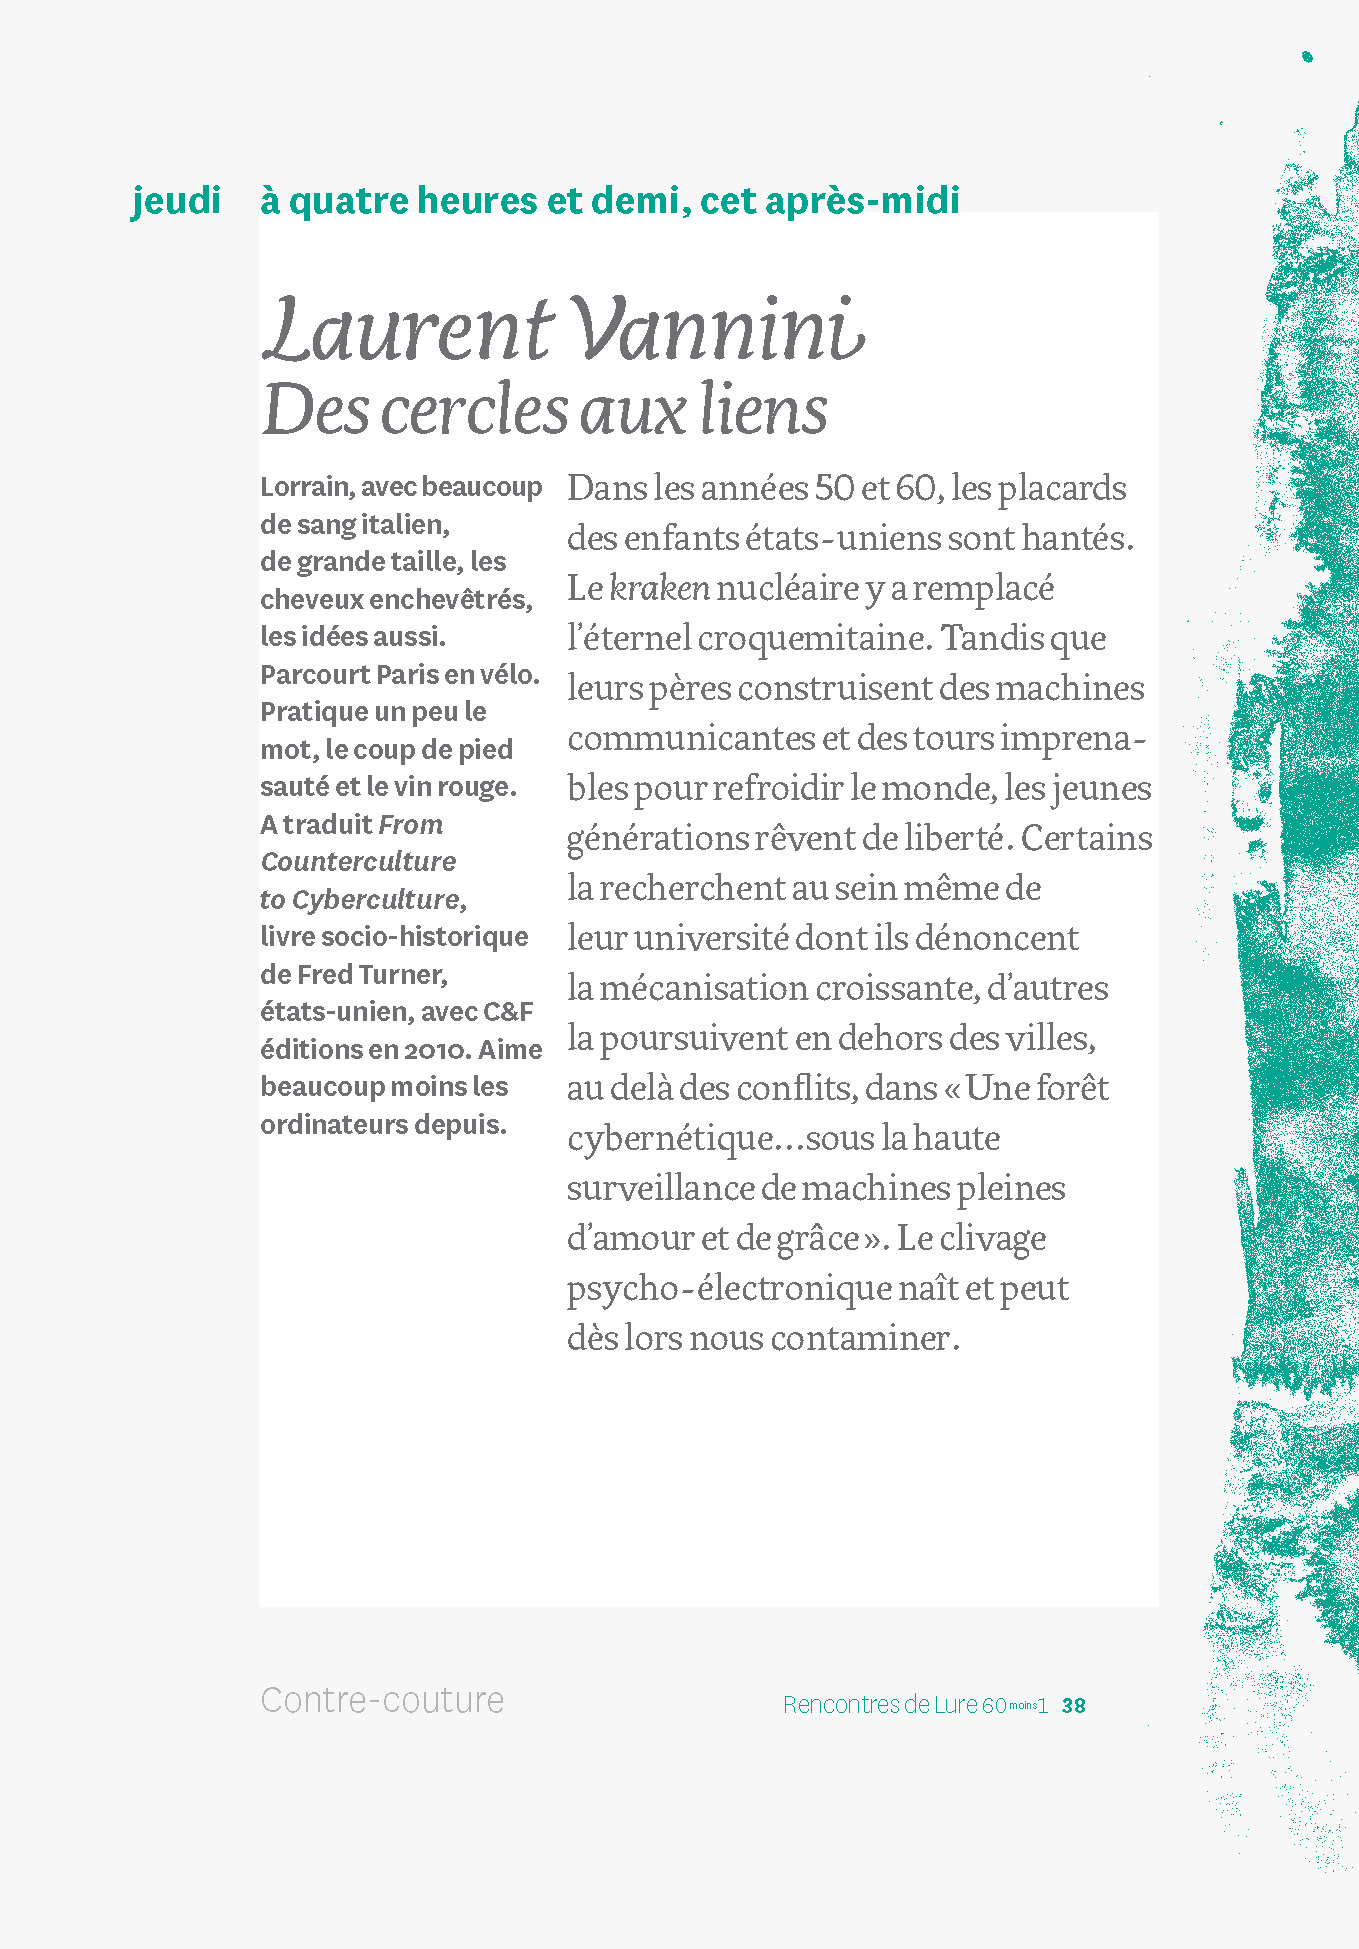 jeudi à quatre heures et demi, cet après-midi
Laurent Vannini
Des cercles aux liens
Lorrain, avec beaucoup
de sang italien,
de grande taille, les
cheveux enchevêtrés,
les idées aussi.
Parcourt Paris en vélo.
Pratique un peu le
mot, le coup de pied
sauté et le vin rouge.
A traduit From
Counterculture
to Cyberculture,
livre socio-historique
de Fred Turner,
états-unien, avec C&F
éditions en 2010. Aime
beaucoup moins les
ordinateurs depuis.
Dans les années 50 et 60, les placards
des enfants états-uniens sont hantés.
Le kraken nucléaire y a remplacé
l’éternel croquemitaine. Tandis que
leurs pères construisent des machines
communicantes et des tours imprena-
bles pour refroidir le monde, les jeunes
générations rêvent de liberté. Certains
la recherchent au sein même de
leur université dont ils dénoncent
la mécanisation croissante, d’autres
la poursuivent en dehors des villes,
au delà des conflits, dans « Une forêt
cybernétique…sous la haute
surveillance de machines pleines
d’amour et de grâce ». Le clivage
psycho-électronique naît et peut
dès lors nous contaminer.
Contre-couture
Rencontres de Lure 60 moins 1 38